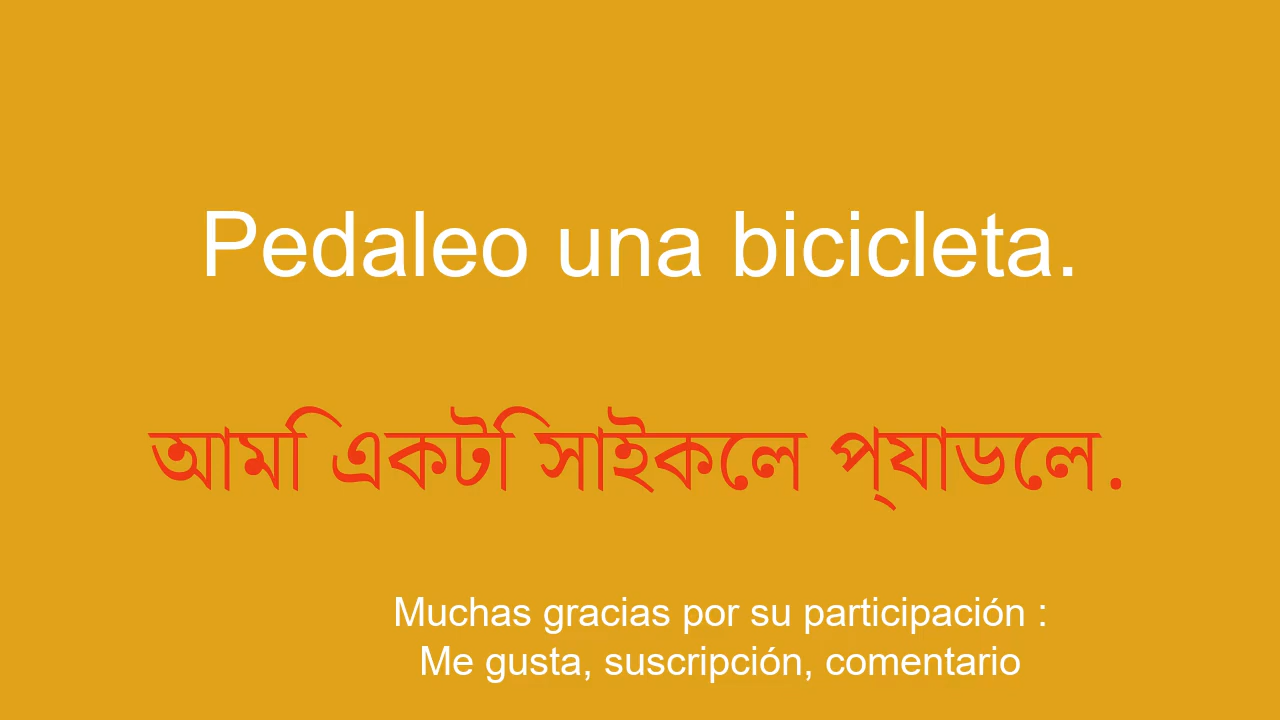 Pedaleo una bicicleta.
আমি একটি সাইকেল প্যাডেল.
Muchas gracias por su participación :
Me gusta, suscripción, comentario